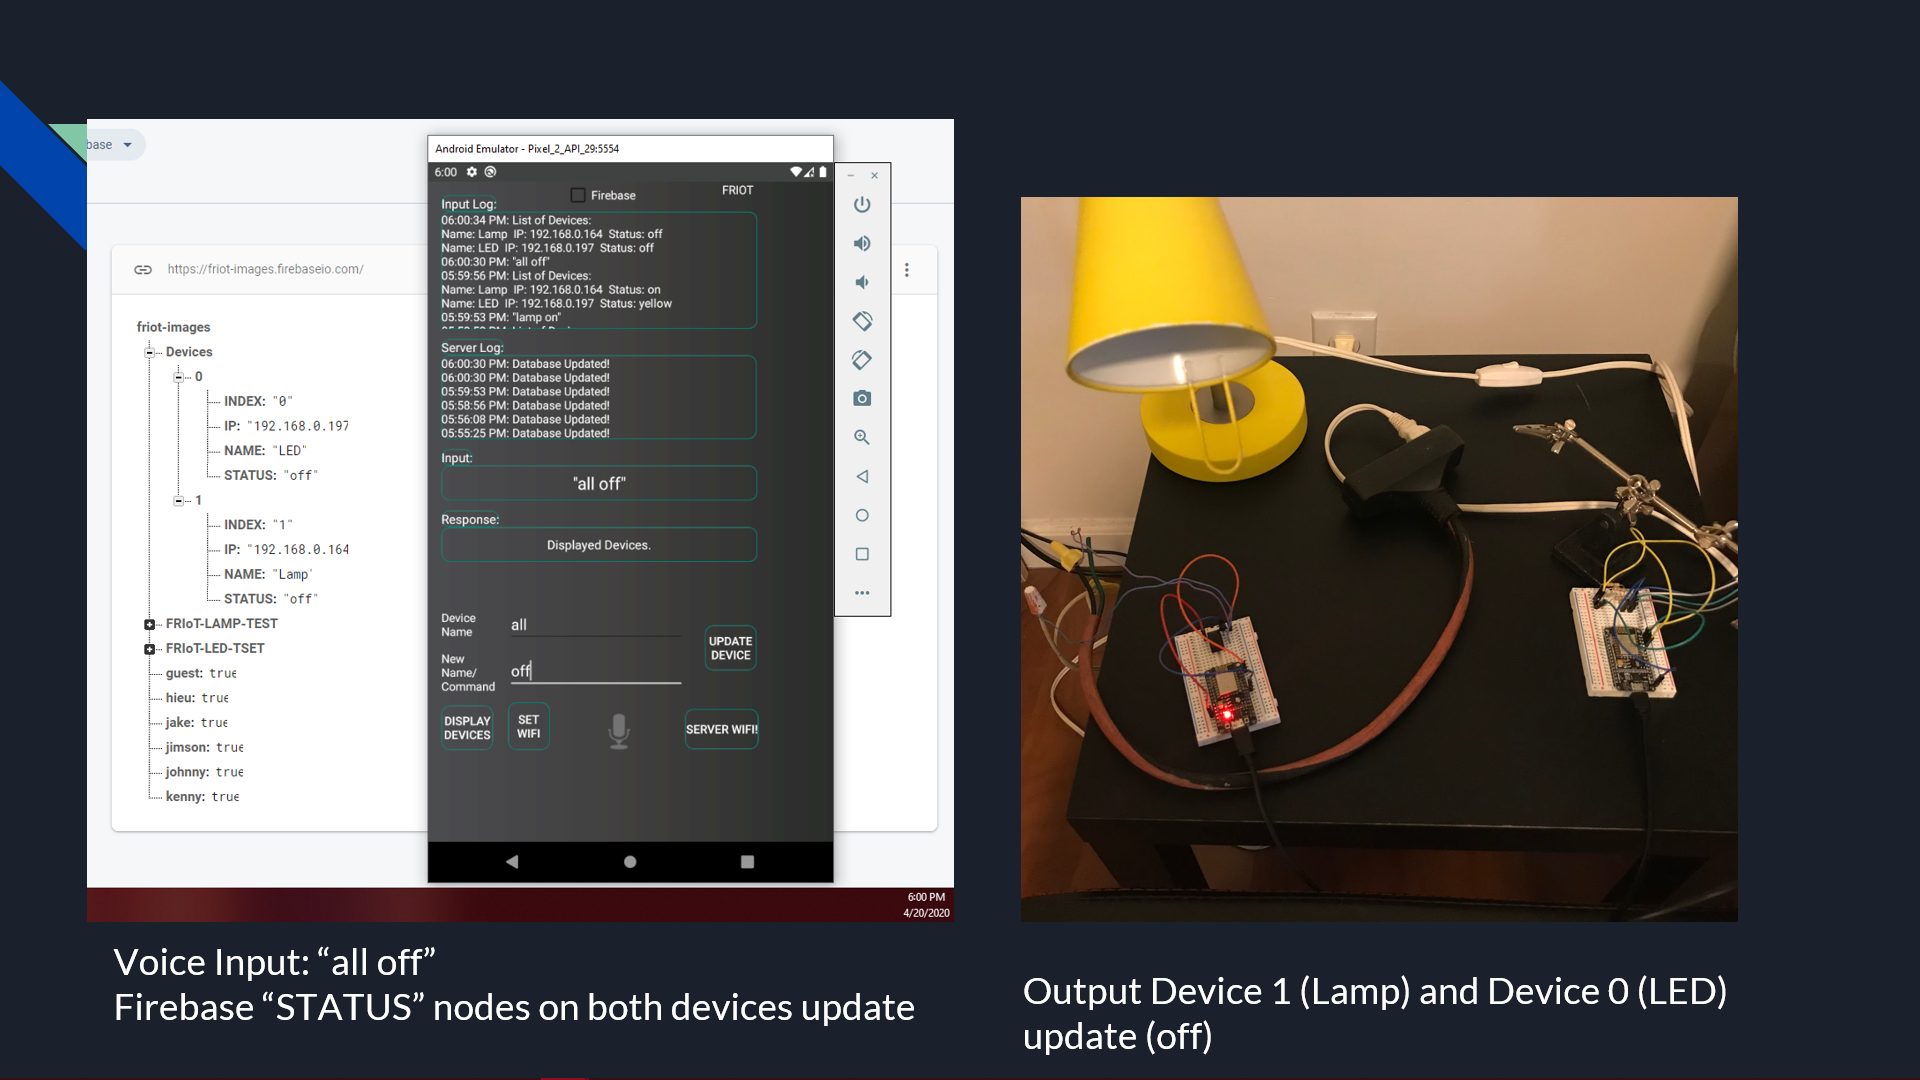 base
https://friot-images.firebaseio.com/
friot-images
Devices
0
INDEX: "0"
IP: "192.168.0.197
NAME: "LED"
STATUS: "off"
1
INDEX: "1"
IP: "192.168.0.164
NAME: "Lamp'
STATUS: "off"
FRIoT-LAMP-TEST
FRIoT-LED-TSET
guest: true
hieu: true
jake: true
jimson: true
johnny: true
kenny: true
Android Emulator - Pixel_2_API_29:5554
6:00
Firebase
FRIOT
Input Log:
06:00:34 PM: List of Devices:
Name: Lamp IP: 192.168.0.164 Status: off
Name: LED IP: 192.168.0.197 Status: off
06:00:30 PM: "all off"
05:59:56 PM: List of Devices:
Name: Lamp IP: 192.168.0.164 Status: on
Name: LED IP: 192.168.0.197 Status: yellow
05:59:53 PM: "lamp on"
Server Log:
06:00:30 PM: Database Updated!
06:00:30 PM: Database Updated!
05:59:53 PM: Database Updated!
05:58:56 PM: Database Updated!
05:56:08 PM: Database Updated!
05:55:25 PM: Database Updated!
Input:
"all off"
Response:
Displayed Devices.
Device
Name
all
New
Name/
Command
off
UPDATE
DEVICE
DISPLAY
DEVICES
SET
WIFI
SERVER WIFI!
6:00 PM
4/20/2020
Voice Input: “all off”
Firebase “STATUS” nodes on both devices update
Output Device 1 (Lamp) and Device 0 (LED)
update (off)